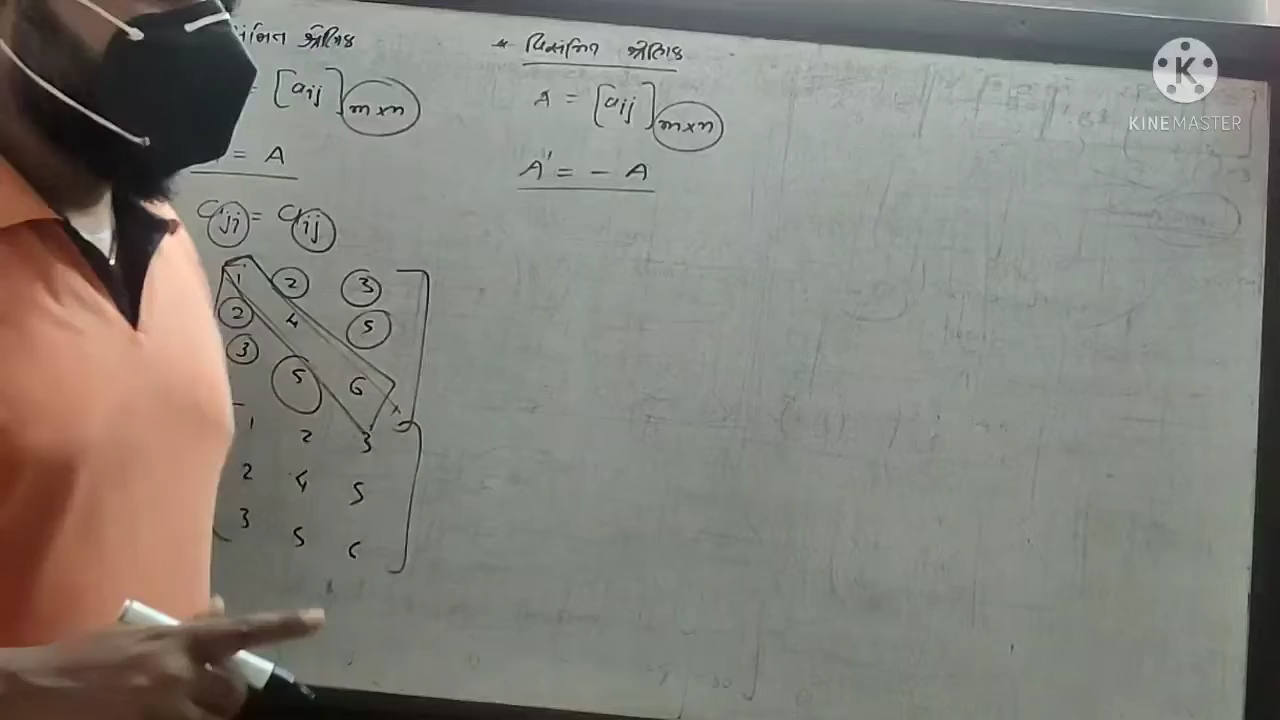 સંમિત શ્રેણિક
= [aij] m×n
= A
aji = aij
1 2 3
2 4 5
3 5 6
1 2 3
2 4 5
3 5 6
* વિસંમિત શ્રેણિક
A = [aij] m×n
A' = - A
K
KINEMASTER